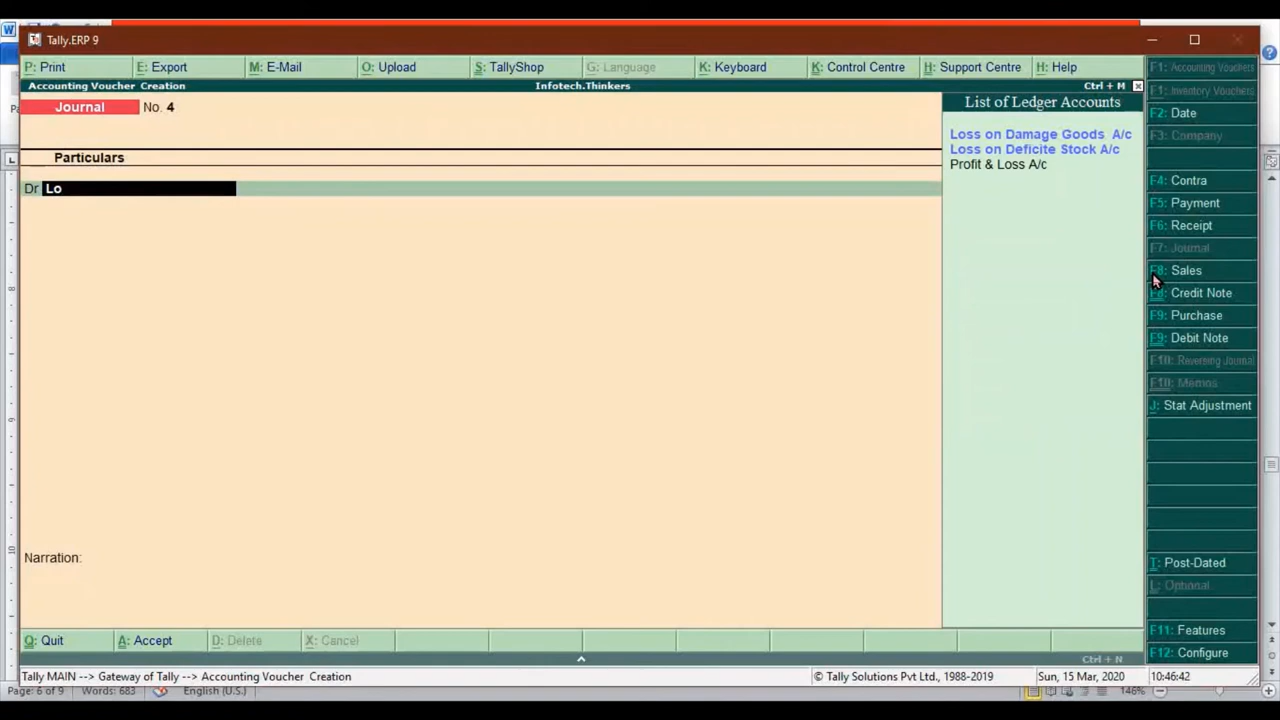 Tally.ERP 9
P: Print E: Export M: E-Mail O: Upload S: TallyShop G: Language K: Keyboard K: Control Centre H: Support Centre H: Help
Accounting Voucher Creation Infotech.Thinkers Ctrl + M
Journal No. 4
Particulars
Dr Lo
Narration:
List of Ledger Accounts
Loss on Damage Goods A/c
Loss on Deficite Stock A/c
Profit & Loss A/c
F1: Accounting Vouchers
F1: Inventory Vouchers
F2: Date
F3: Company
F4: Contra
F5: Payment
F6: Receipt
F7: Journal
F8: Sales
F8: Credit Note
F9: Purchase
F9: Debit Note
F10: Reversing Journal
F10: Memos
J: Stat Adjustment
T: Post-Dated
L: Optional
F11: Features
F12: Configure
Q: Quit A: Accept D: Delete X: Cancel
Ctrl + N
Tally MAIN --> Gateway of Tally --> Accounting Voucher Creation © Tally Solutions Pvt Ltd., 1988-2019 Sun, 15 Mar, 2020 10:46:42
Page: 6 of 9 Words: 683 English (U.S.) 146%